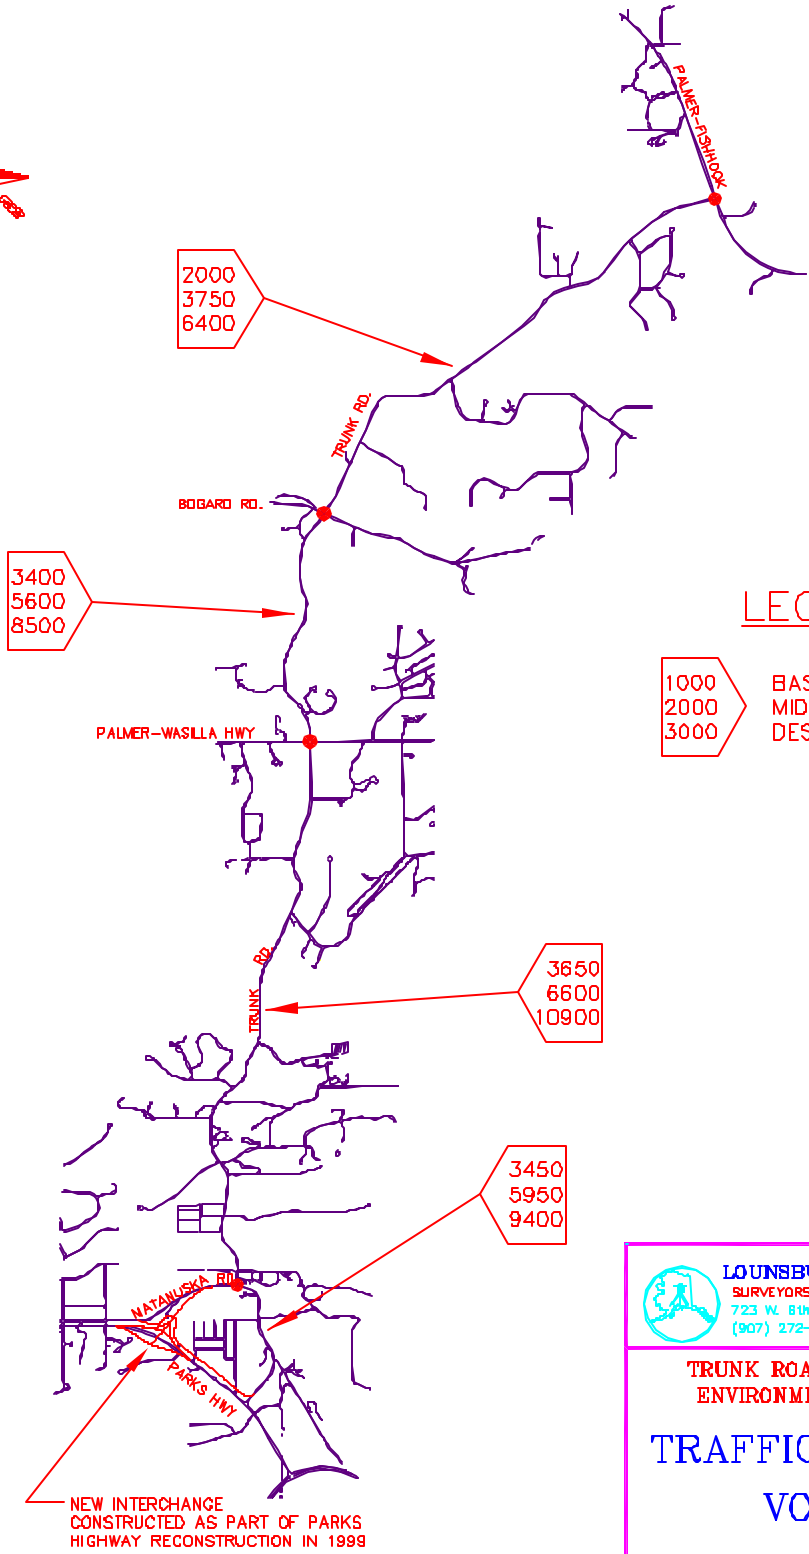 PALMER-FISHHOOK
2000
3750
6400
TRUNK RD.
BOGARD RD.
3400
5600
8500
LEG
1000 BAS
2000 MID
3000 DES
PALMER-WASILLA HWY
TRUNK RD.
3650
6600
10900
3450
5950
9400
NATANUSKA RD.
PARKS HWY
LOUNSBU
SURVEYORS
723 W. 6th
(907) 272-
TRUNK ROA
ENVIRONME
TRAFFIC
VO
NEW INTERCHANGE
CONSTRUCTED AS PART OF PARKS
HIGHWAY RECONSTRUCTION IN 1999